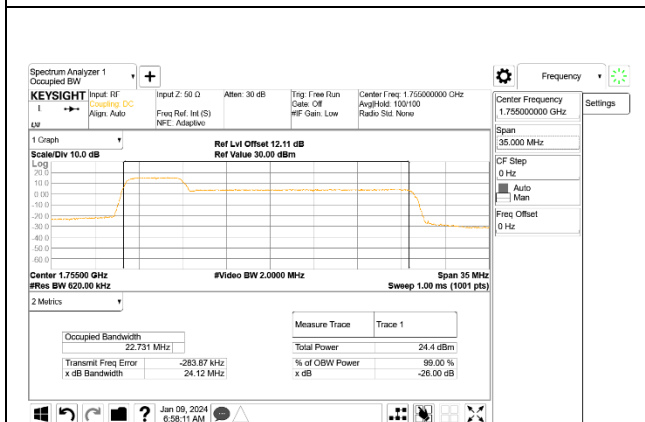 Spectrum Analyzer 1
Occupied BW
Frequency
KEYSIGHT
Input: RF
Coupling: DC
Align: Auto
Input Z: 50 Ω
Freq Ref: Int (S)
NFE: Adaptive
Atten: 30 dB
Trig: Free Run
Gate: Off
#IF Gain: Low
Center Freq: 1.755000000 GHz
Avg|Hold: 100/100
Radio Std: None
Center Frequency
1.755000000 GHz
Settings
Span
35.000 MHz
CF Step
0 Hz
Auto
Man
Freq Offset
0 Hz
1 Graph
Scale/Div 10.0 dB
Ref Lvl Offset 12.11 dB
Ref Value 30.00 dBm
Log
20.0
10.0
0.00
-10.0
-20.0
-30.0
-40.0
-50.0
-60.0
Center 1.75500 GHz
#Video BW 2.0000 MHz
Span 35 MHz
#Res BW 620.00 kHz
Sweep 1.00 ms (1001 pts)
2 Metrics
Measure Trace Trace 1
Occupied Bandwidth
22.731 MHz
Total Power 24.4 dBm
Transmit Freq Error -283.87 kHz
% of OBW Power 99.00 %
x dB Bandwidth 24.12 MHz
x dB -26.00 dB
?
Jan 09, 2024
6:58:11 AM